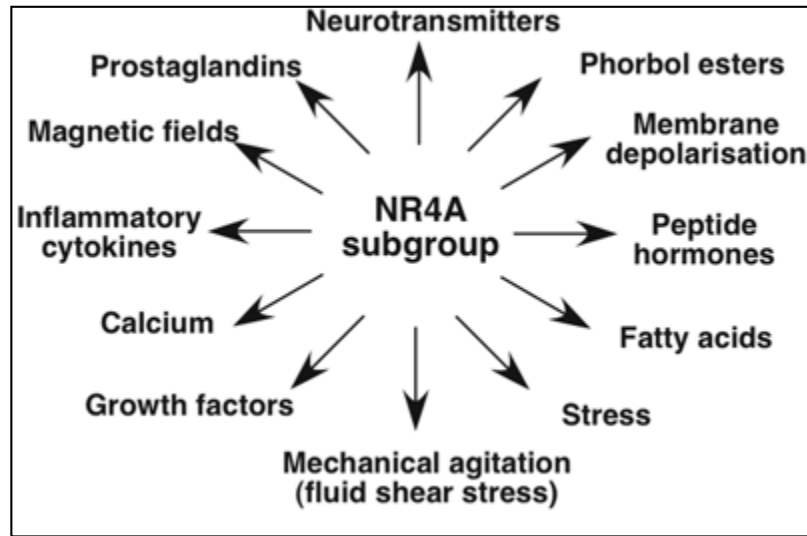 Neurotransmitters
Prostaglandins
Phorbol esters
Magnetic fields
Membrane
depolarisation
NR4A
subgroup
Inflammatory
cytokines
Peptide
hormones
Calcium
Fatty acids
Growth factors
Stress
Mechanical agitation
(fluid shear stress)